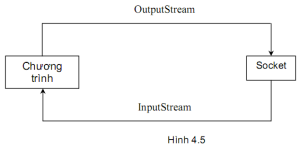 OutputStream
Chương
trình
Socket
InputStream
Hình 4.5